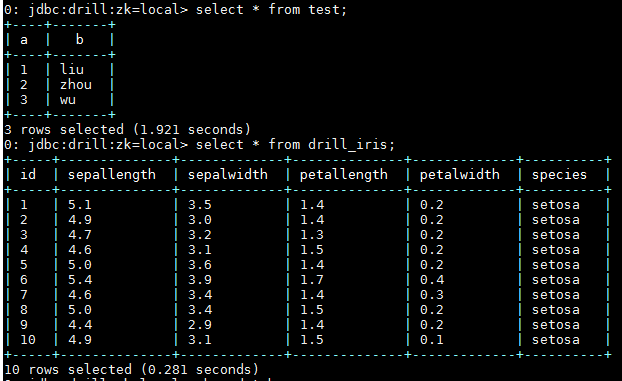 0: jdbc:drill:zk=local> select * from test;
+----+-------+
| a  |   b   |
+----+-------+
| 1  | liu   |
| 2  | zhou  |
| 3  | wu    |
+----+-------+
3 rows selected (1.921 seconds)
0: jdbc:drill:zk=local> select * from drill_iris;
+-----+--------------+-------------+--------------+-------------+----------+
| id  | sepallength  | sepalwidth  | petallength  | petalwidth  | species  |
+-----+--------------+-------------+--------------+-------------+----------+
| 1   | 5.1          | 3.5         | 1.4          | 0.2         | setosa   |
| 2   | 4.9          | 3.0         | 1.4          | 0.2         | setosa   |
| 3   | 4.7          | 3.2         | 1.3          | 0.2         | setosa   |
| 4   | 4.6          | 3.1         | 1.5          | 0.2         | setosa   |
| 5   | 5.0          | 3.6         | 1.4          | 0.2         | setosa   |
| 6   | 5.4          | 3.9         | 1.7          | 0.4         | setosa   |
| 7   | 4.6          | 3.4         | 1.4          | 0.3         | setosa   |
| 8   | 5.0          | 3.4         | 1.5          | 0.2         | setosa   |
| 9   | 4.4          | 2.9         | 1.4          | 0.2         | setosa   |
| 10  | 4.9          | 3.1         | 1.5          | 0.1         | setosa   |
+-----+--------------+-------------+--------------+-------------+----------+
10 rows selected (0.281 seconds)